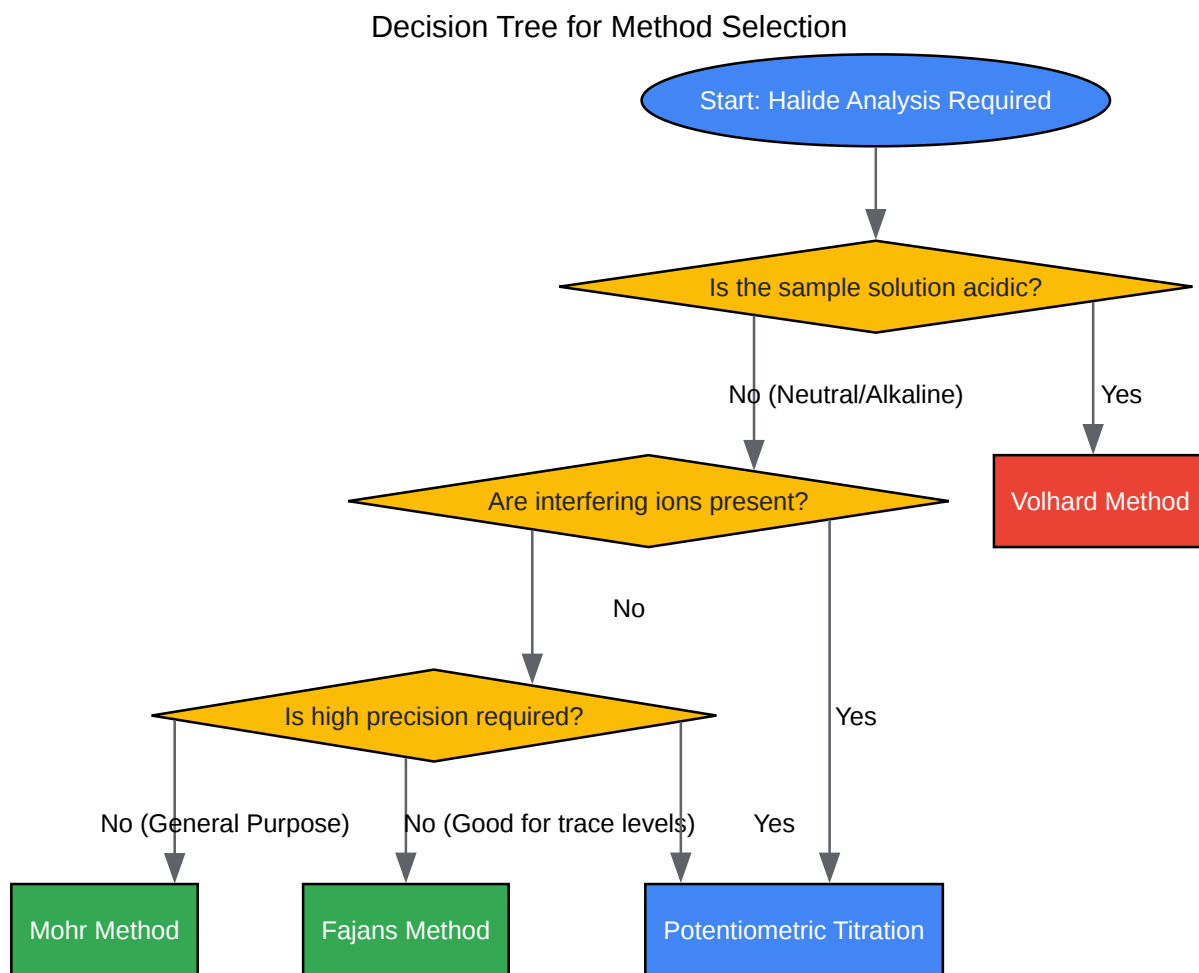 Decision Tree for Method Selection
Start: Halide Analysis Required
Is the sample solution acidic?
No (Neutral/Alkaline)
Yes
Are interfering ions present?
Volhard Method
No
Is high precision required?
Yes
No (General Purpose)
No (Good for trace levels)
Yes
Mohr Method
Fajans Method
Potentiometric Titration